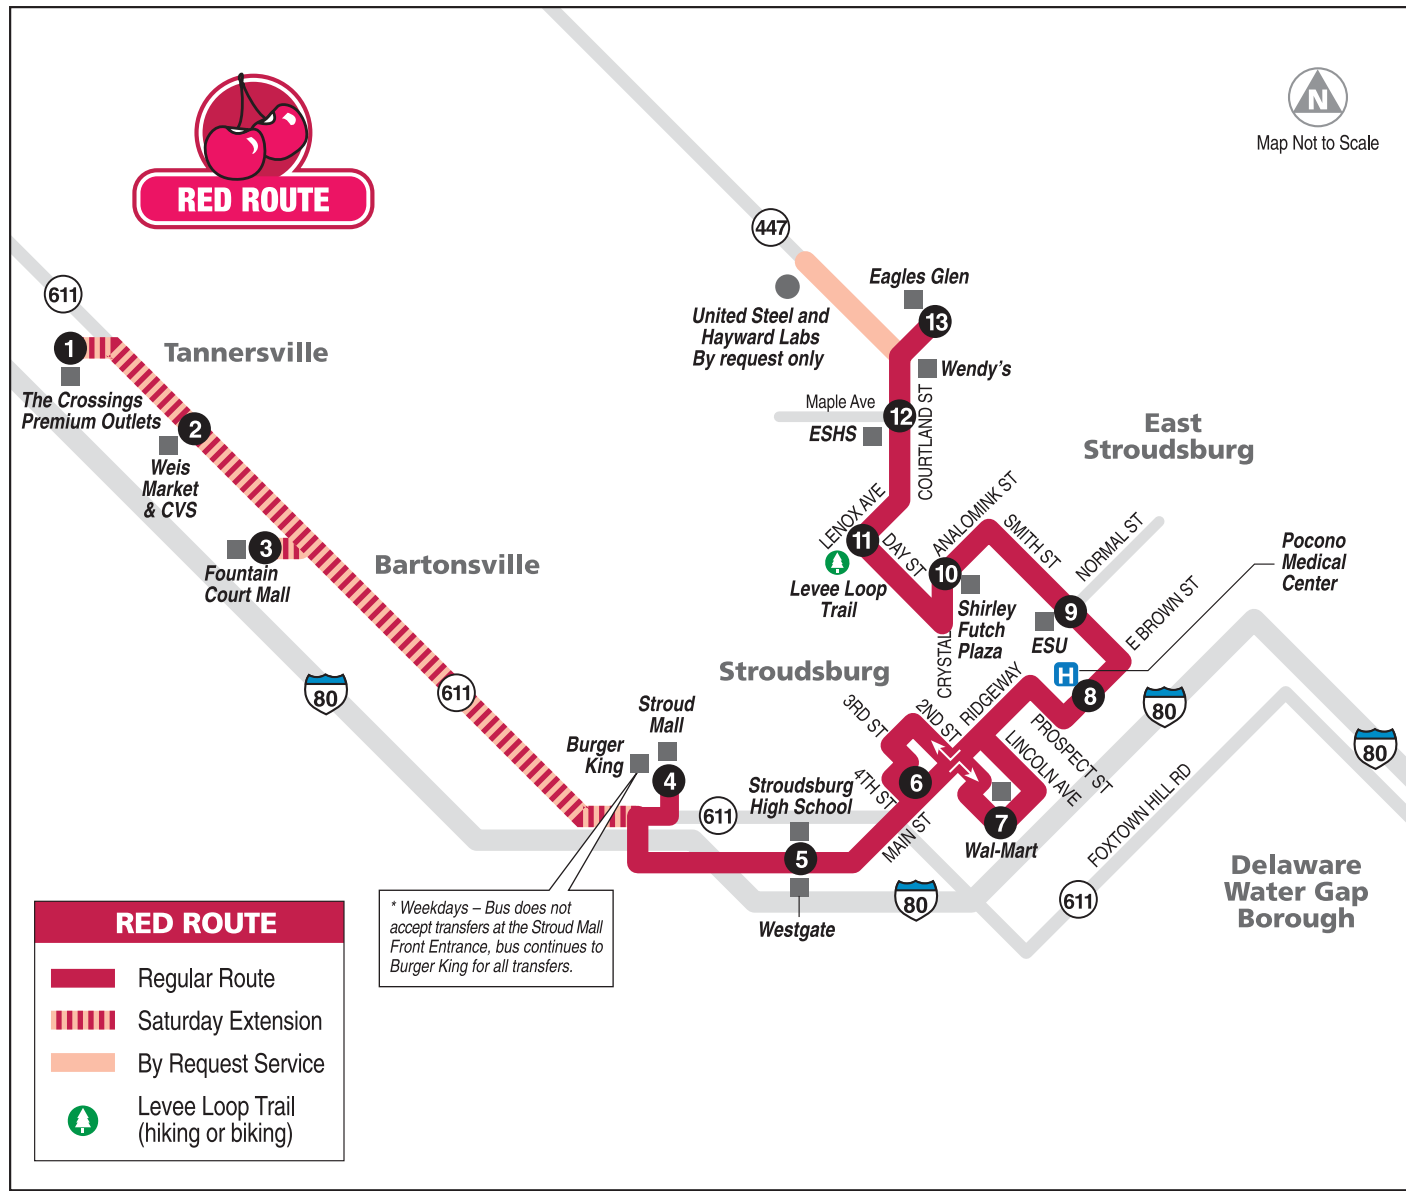 RED ROUTE
N
Map Not to Scale
447
611
Eagles Glen
13
United Steel and
Hayward Labs
By request only
1
Tannersville
The Crossings
Premium Outlets
Wendy's
Maple Ave
12
ESHS
COURTLAND ST
East
Stroudsburg
2
Weis
Market
& CVS
LENOX AVE
11
DAY ST
ANALOMINK ST
SMITH ST
NORMAL ST
3
Fountain
Court Mall
Bartonsville
Levee Loop
Trail
10
Shirley
Futch
Plaza
9
ESU
E BROWN ST
Pocono
Medical
Center
CRYSTAL
H
8
80
611
Stroudsburg
3RD ST
2ND ST
RIDGEWAY
PROSPECT ST
LINCOLN AVE
80
80
Stroud
Mall
Burger
King
4
Stroudsburg
High School
4TH ST
6
7
Wal-Mart
FOXTOWN HILL RD
611
MAIN ST
5
Westgate
80
611
Delaware
Water Gap
Borough
* Weekdays – Bus does not
accept transfers at the Stroud Mall
Front Entrance, bus continues to
Burger King for all transfers.
RED ROUTE
Regular Route
Saturday Extension
By Request Service
Levee Loop Trail
(hiking or biking)